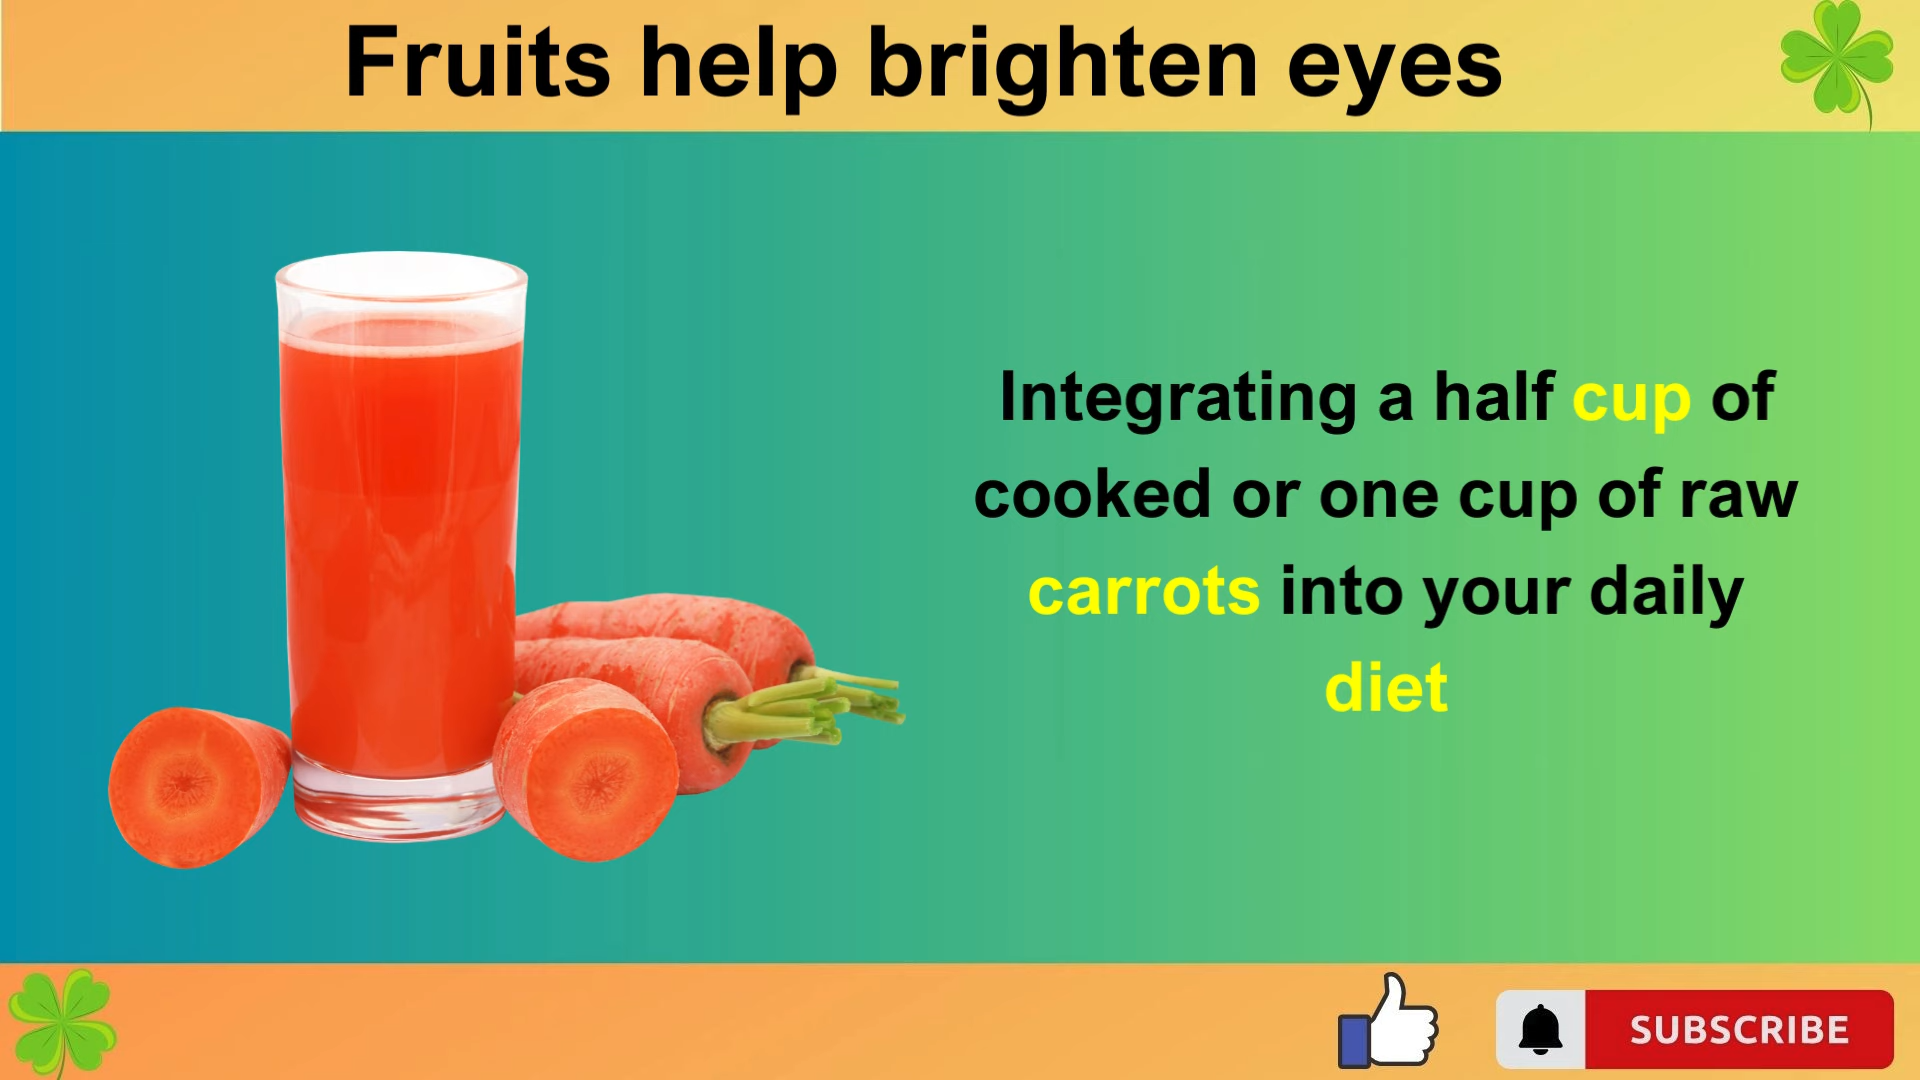 Fruits help brighten eyes
Integrating a half cup of
cooked or one cup of raw
carrots into your daily
diet
SUBSCRIBE